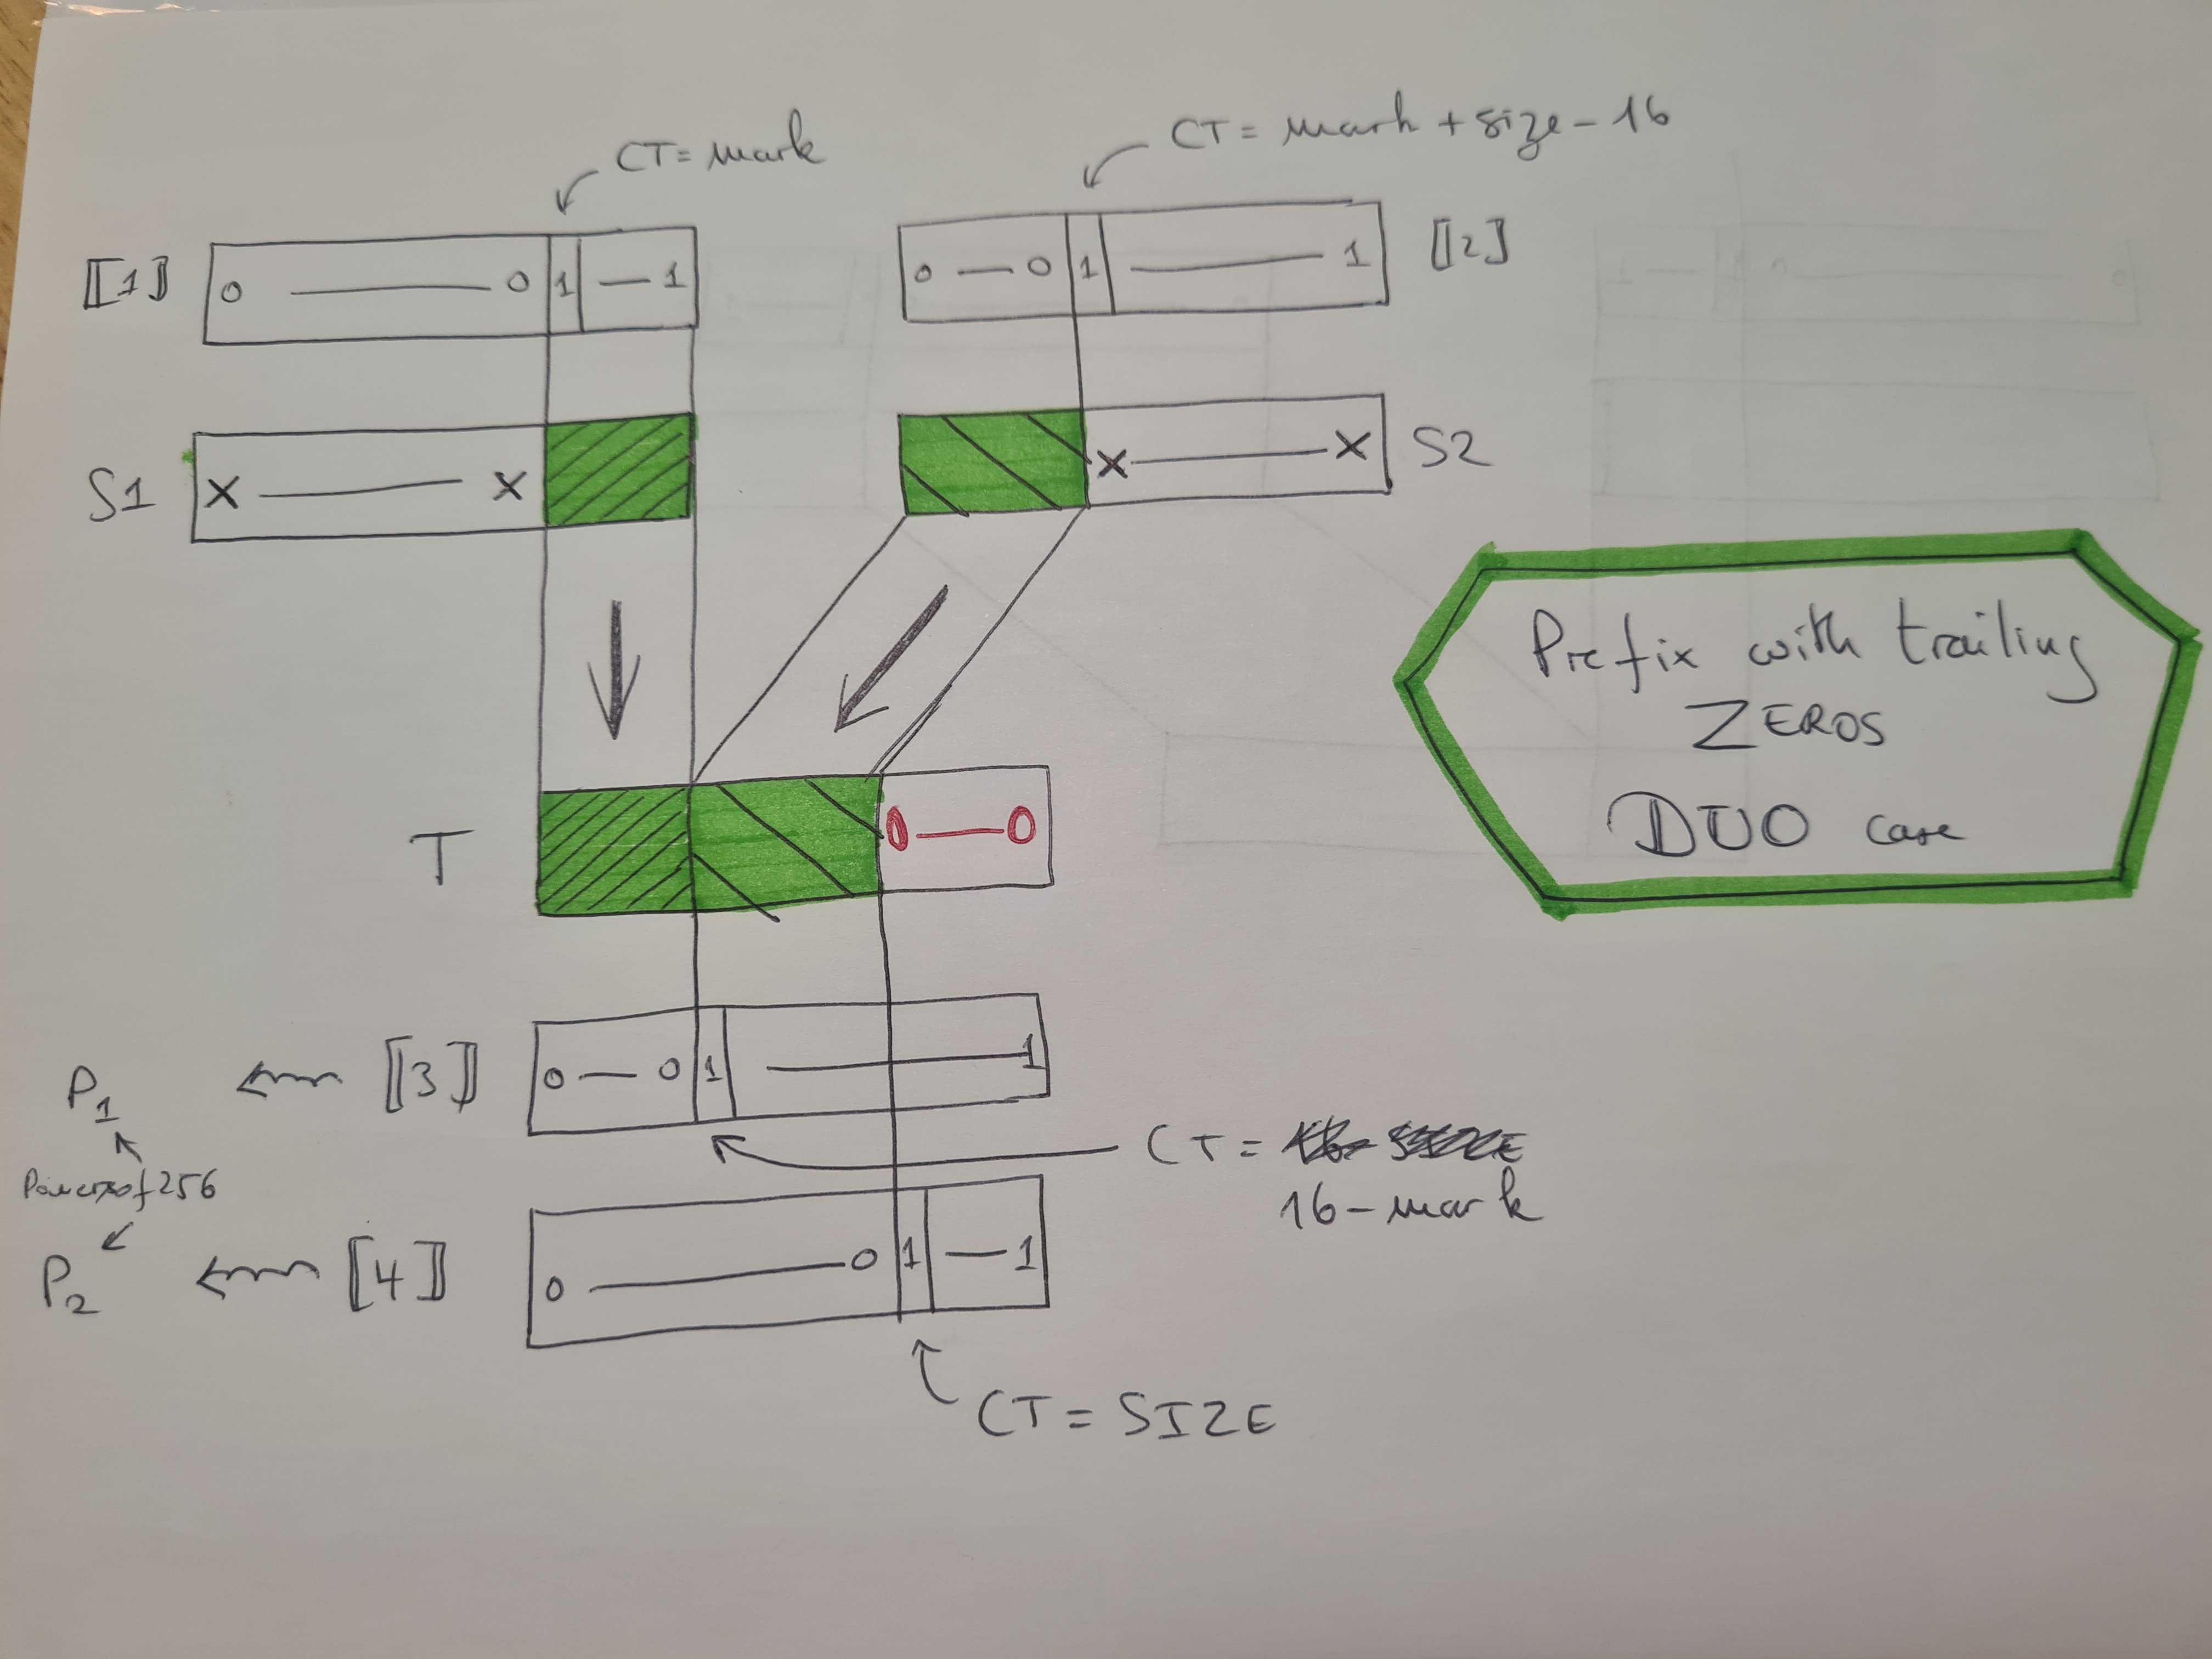 CT = mark
CT = mark + size - 16
[[1]] 0 — 0 1 — 1
0 — 0 1 — 1 [[2]]
S1 X — X
X — X S2
Prefix with trailing
ZEROS
DUO case
T 0 — 0
P1 ← [[3]] 0 — 0 1 — 1
CT =
16 - mark
Powers of 256
P2 ← [[4]] 0 — 0 1 — 1
CT = SIZE